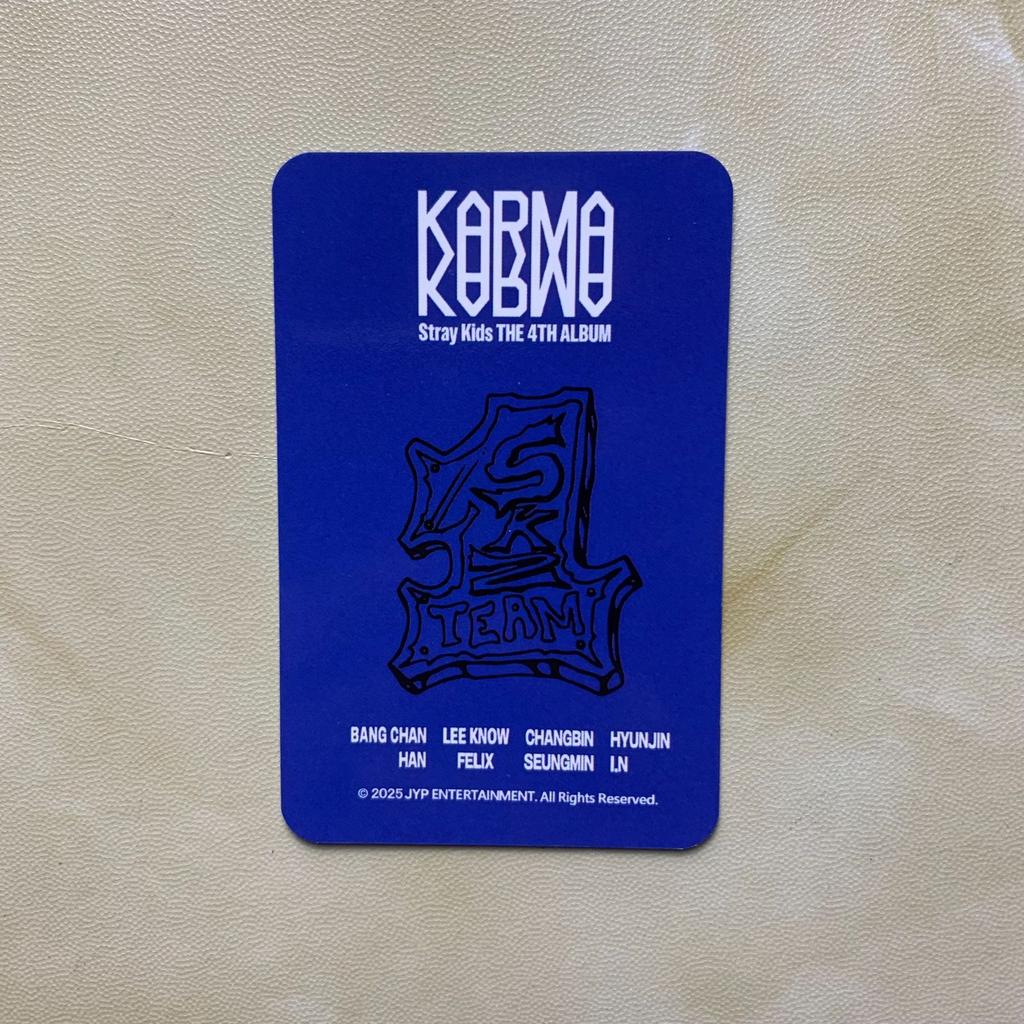 KARMA
Stray Kids THE 4TH ALBUM
SKZ
TEAM
BANG CHAN LEE KNOW CHANGBIN HYUNJIN
HAN FELIX SEUNGMIN I.N
© 2025 JYP ENTERTAINMENT. All Rights Reserved.